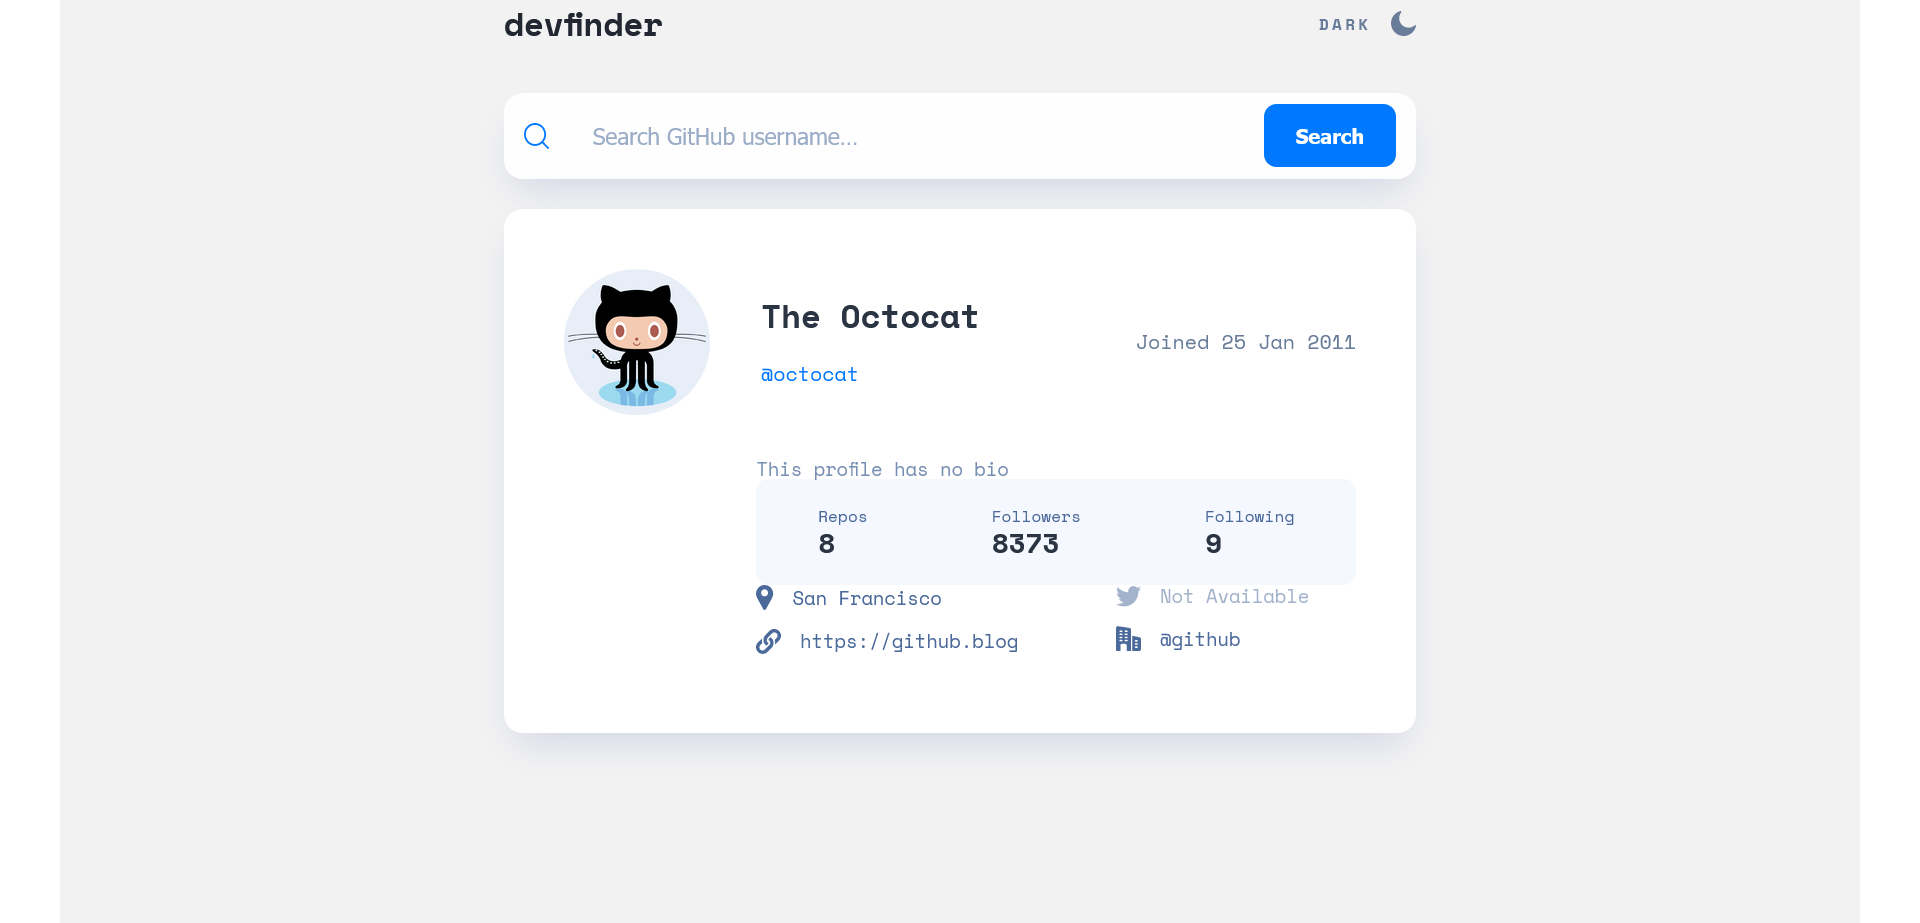 devfinder
DARK
Search GitHub username...
Search
The Octocat
Joined 25 Jan 2011
@octocat
This profile has no bio
Repos Followers Following
8 8373 9
San Francisco Not Available
https://github.blog @github